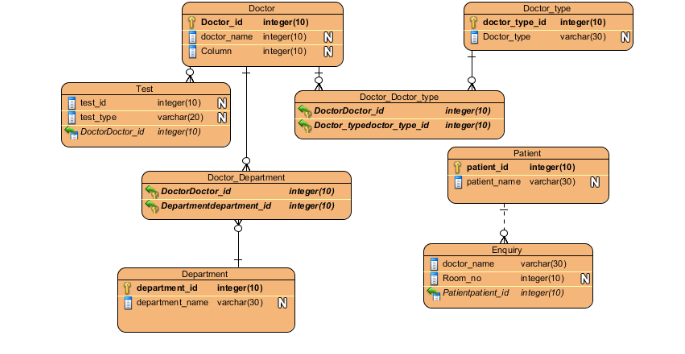 Doctor
Doctor_id integer(10)
doctor_name integer(10) N
Column integer(10) N
Doctor_type
doctor_type_id integer(10)
Doctor_type varchar(30) N
Test
test_id integer(10) N
test_type varchar(20) N
DoctorDoctor_id integer(10)
Doctor_Doctor_type
DoctorDoctor_id integer(10)
Doctor_typedoctor_type_id integer(10)
Patient
patient_id integer(10)
patient_name varchar(30) N
Doctor_Department
DoctorDoctor_id integer(10)
Departmentdepartment_id integer(10)
Enquiry
doctor_name varchar(30)
Room_no integer(10) N
Patientpatient_id integer(10)
Department
department_id integer(10)
department_name varchar(30) N